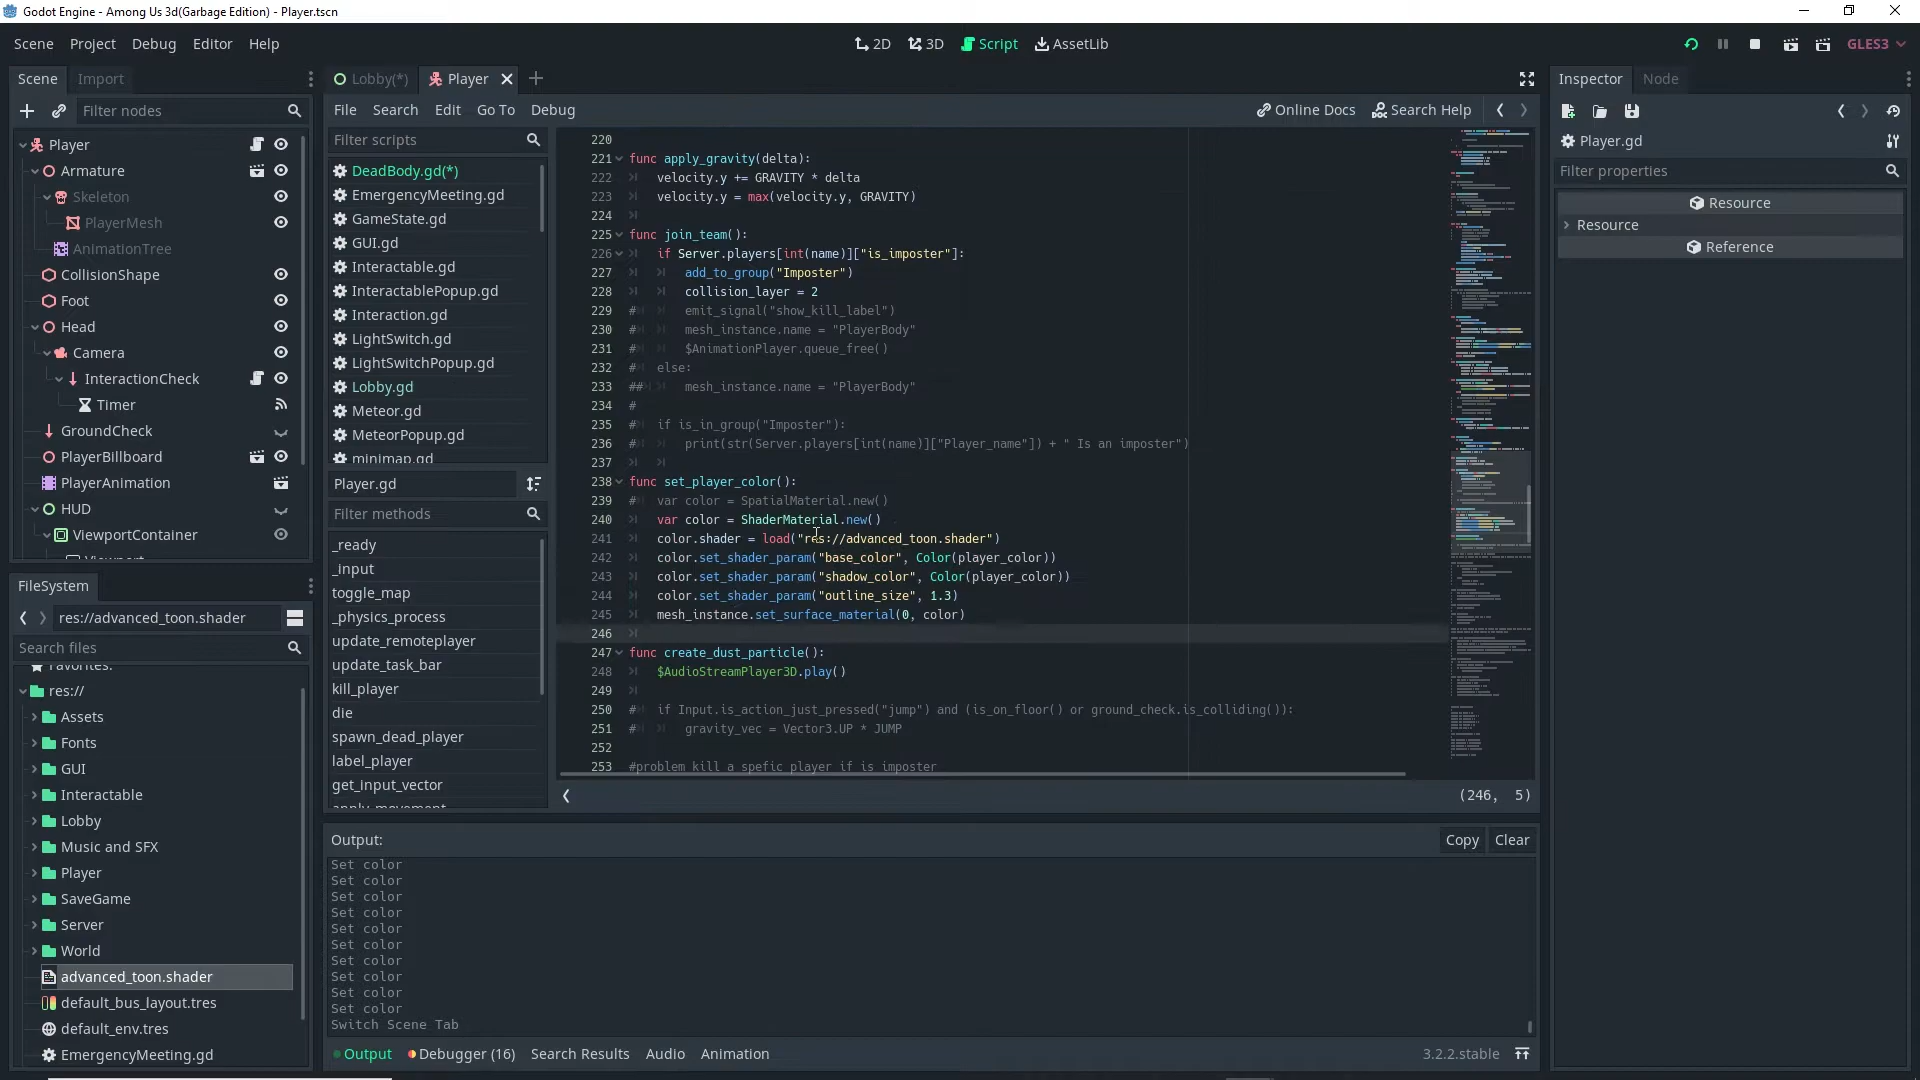 Godot Engine - Among Us 3d(Garbage Edition) - Player.tscn
Scene Project Debug Editor Help
2D 3D Script AssetLib
GLES3
Scene Import
Filter nodes
Player
Armature
Skeleton
PlayerMesh
AnimationTree
CollisionShape
Foot
Head
Camera
InteractionCheck
Timer
GroundCheck
PlayerBillboard
PlayerAnimation
HUD
ViewportContainer
Viewport
FileSystem
res://advanced_toon.shader
Search files
Favorites:
res://
Assets
Fonts
GUI
Interactable
Lobby
Music and SFX
Player
SaveGame
Server
World
advanced_toon.shader
default_bus_layout.tres
default_env.tres
EmergencyMeeting.gd
Lobby(*) Player
File Search Edit Go To Debug
Online Docs Search Help
Filter scripts
DeadBody.gd(*)
EmergencyMeeting.gd
GameState.gd
GUI.gd
Interactable.gd
InteractablePopup.gd
Interaction.gd
LightSwitch.gd
LightSwitchPopup.gd
Lobby.gd
Meteor.gd
MeteorPopup.gd
minimap.gd
Player.gd
Filter methods
_ready
_input
toggle_map
_physics_process
update_remoteplayer
update_task_bar
kill_player
die
spawn_dead_player
label_player
get_input_vector
apply_movement
220
221 func apply_gravity(delta):
222 velocity.y += GRAVITY * delta
223 velocity.y = max(velocity.y, GRAVITY)
224
225 func join_team():
226 if Server.players[int(name)]["is_imposter"]:
227 add_to_group("Imposter")
228 collision_layer = 2
229 # emit_signal("show_kill_label")
230 # mesh_instance.name = "PlayerBody"
231 # $AnimationPlayer.queue_free()
232 # else:
233 ## mesh_instance.name = "PlayerBody"
234 #
235 # if is_in_group("Imposter"):
236 # print(str(Server.players[int(name)]["Player_name"]) + " Is an imposter")
237
238 func set_player_color():
239 # var color = SpatialMaterial.new()
240 var color = ShaderMaterial.new()
241 color.shader = load("res://advanced_toon.shader")
242 color.set_shader_param("base_color", Color(player_color))
243 color.set_shader_param("shadow_color", Color(player_color))
244 color.set_shader_param("outline_size", 1.3)
245 mesh_instance.set_surface_material(0, color)
246
247 func create_dust_particle():
248 $AudioStreamPlayer3D.play()
249
250 # if Input.is_action_just_pressed("jump") and (is_on_floor() or ground_check.is_colliding()):
251 # gravity_vec = Vector3.UP * JUMP
252
253 #problem kill a spefic player if is imposter
(246, 5)
Output:
Copy Clear
Set color
Set color
Set color
Set color
Set color
Set color
Set color
Set color
Set color
Set color
Switch Scene Tab
Output Debugger (16) Search Results Audio Animation
3.2.2.stable
Inspector Node
Player.gd
Filter properties
Resource
Resource
Reference